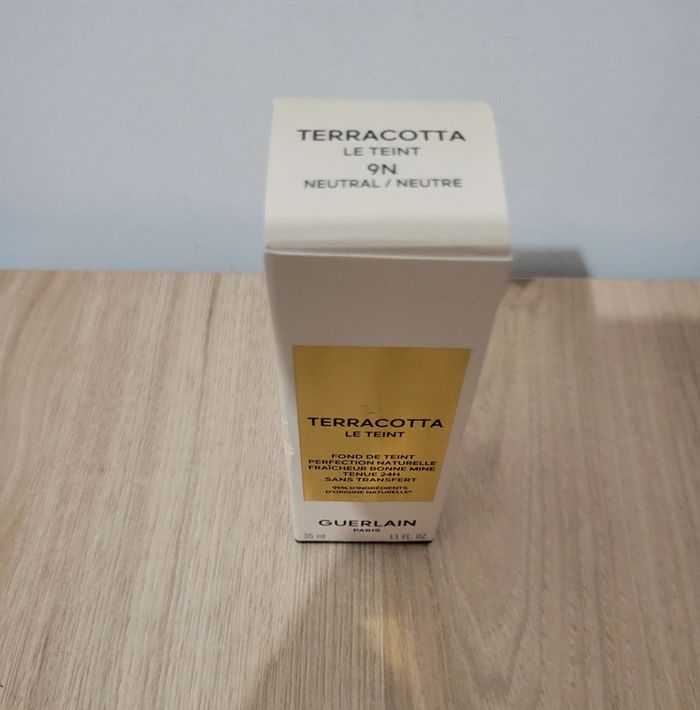 TERRACOTTA
LE TEINT
9N
NEUTRAL / NEUTRE
TERRACOTTA
LE TEINT
FOND DE TEINT
PERFECTION NATURELLE
FRAÎCHEUR BONNE MINE
TENUE 24H
SANS TRANSFERT
95% D'INGRÉDIENTS
D'ORIGINE NATURELLE*
GUERLAIN
PARIS
35 ml 1.1 FL. OZ